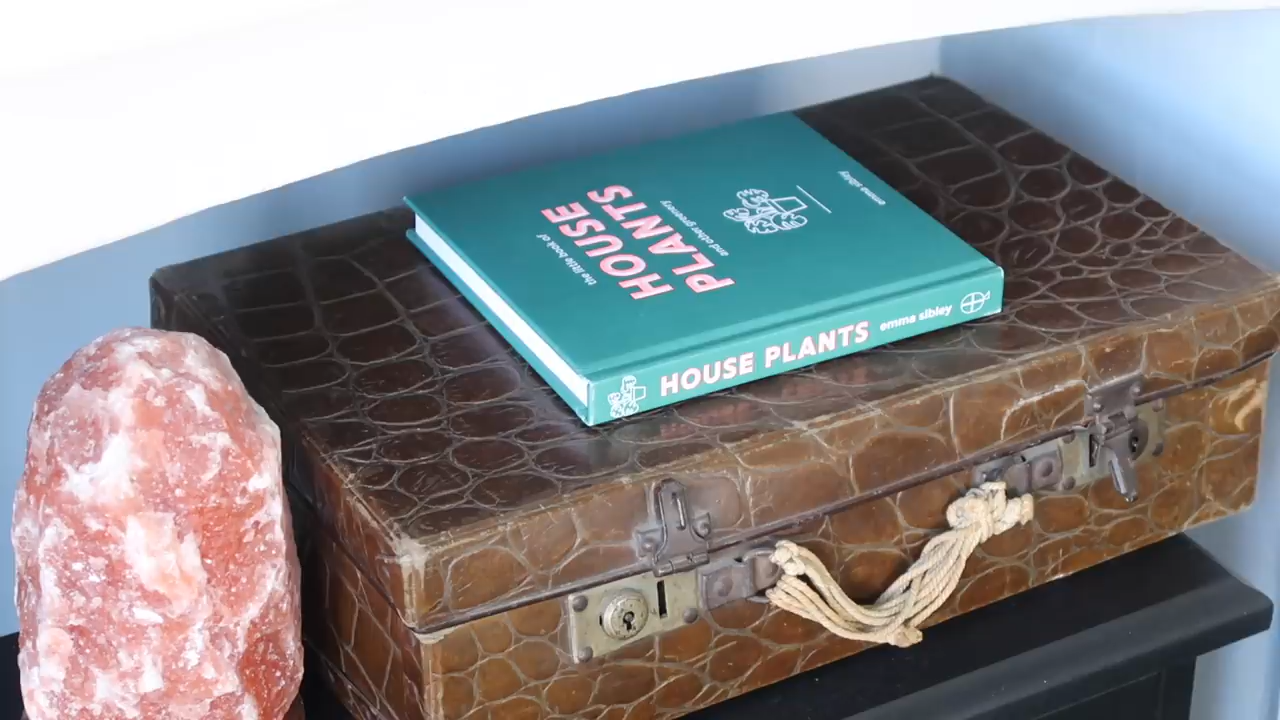 the little book of
HOUSE
PLANTS
and other greenery
emma sibley
HOUSE PLANTS emma sibley